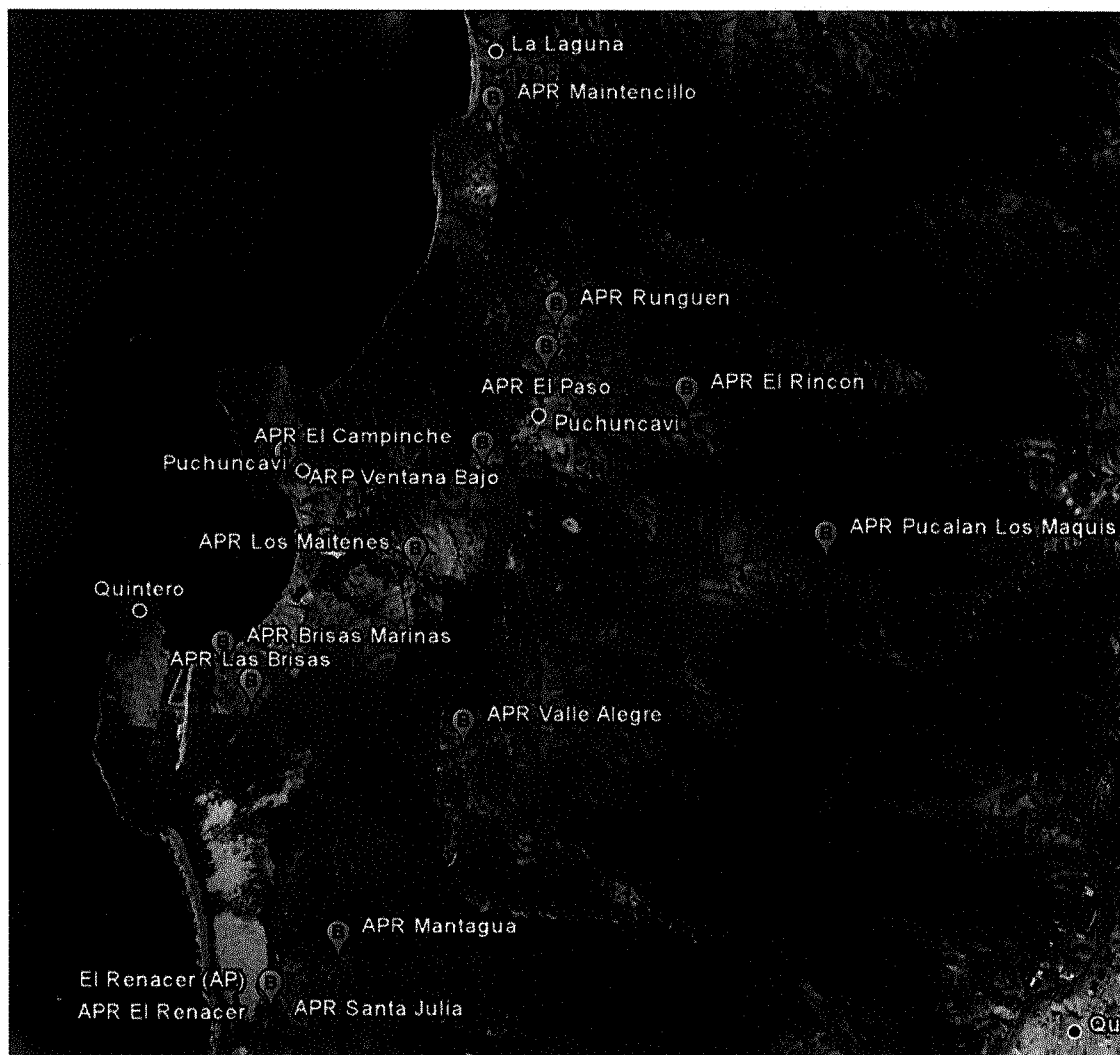 La Laguna
APR Maintencillo
APR Runguen
APR El Paso
APR El Rincon
Puchuncavi
APR El Campinche
Puchuncavi
ARP Ventana Bajo
APR Pucalan Los Maquis
APR Los Maitenes
Quintero
APR Brisas Marinas
APR Las Brisas
APR Valle Alegre
APR Mantagua
El Renacer (AP)
APR El Renacer
APR Santa Julia
Qu